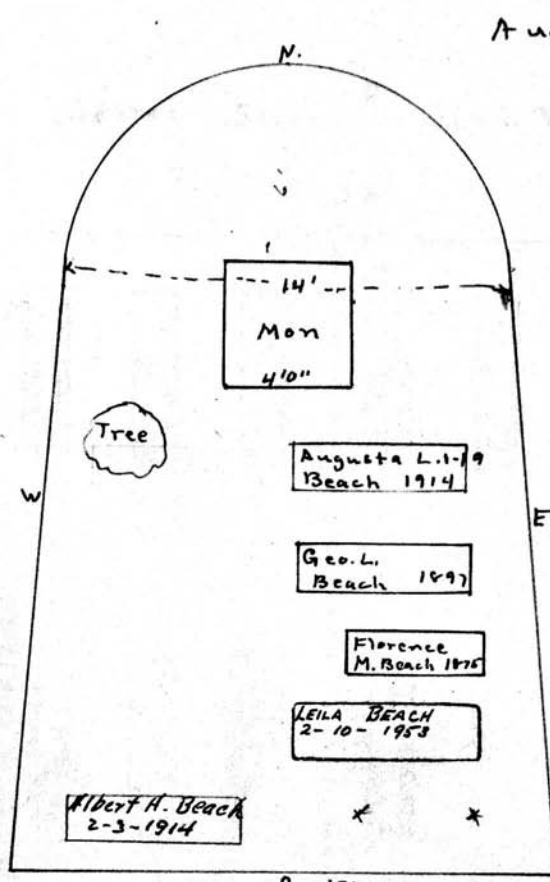 N.
14'
Mon
4'0"
Tree
Augusta L. 1-19
Beach 1914
W
E
Geo. L.
Beach 1897
Florence
M. Beach 1875
LEILA BEACH
2-10-1953
Albert H. Beach
2-3-1914